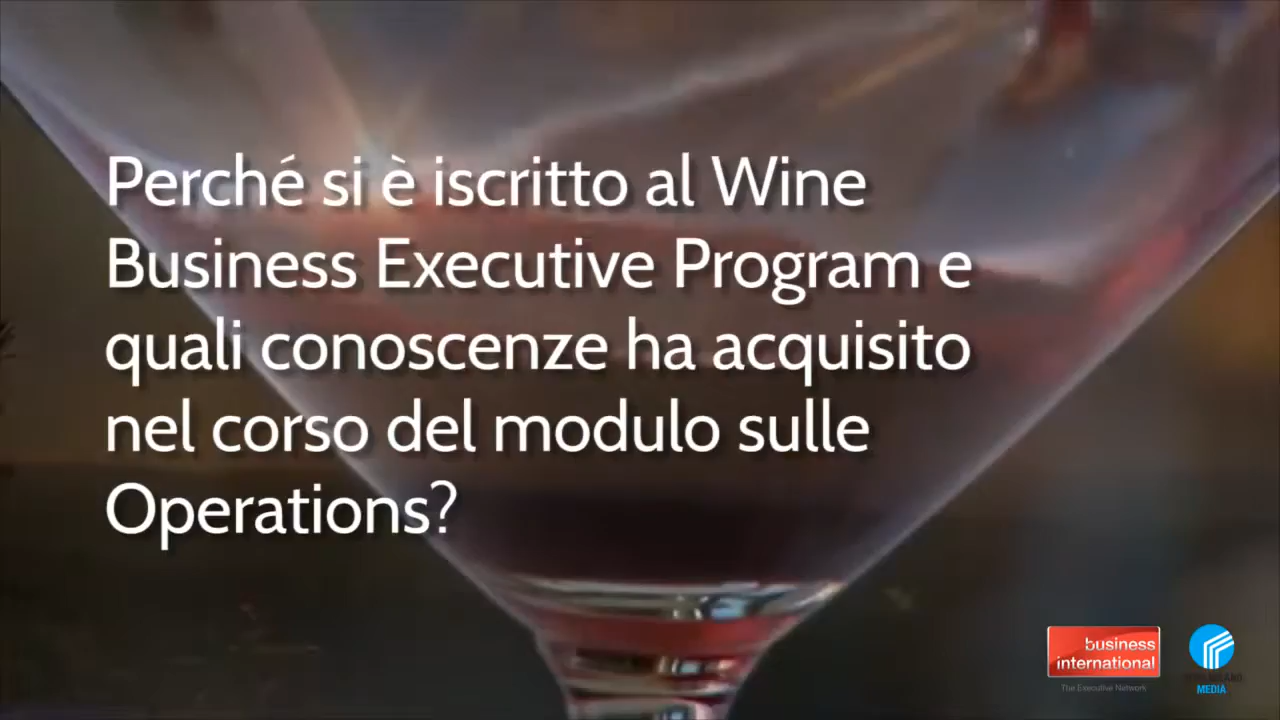 Perché si è iscritto al Wine
Business Executive Program e
quali conoscenze ha acquisito
nel corso del modulo sulle
Operations?
business
international
The Executive Network
MEDIA